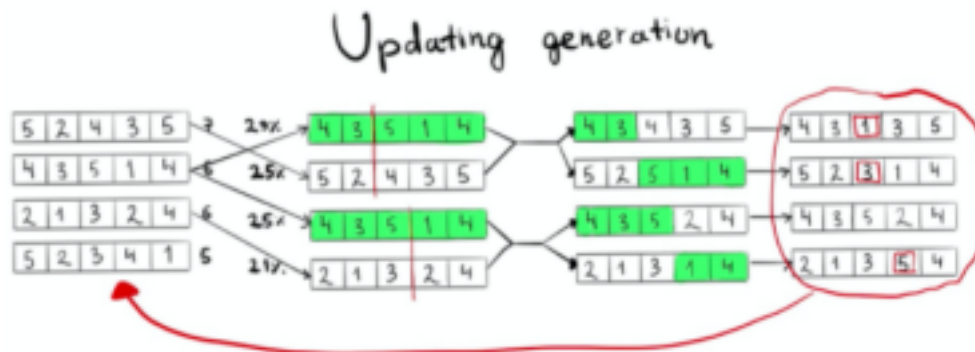 Updating generation
5 2 4 3 5 7 4 3 5 1 4 4 3 4 3 5 4 3 1 3 5
4 3 5 1 4 25% 5 2 4 3 5 5 2 5 1 4 5 2 3 1 4
2 1 3 2 4 6 25% 4 3 5 1 4 4 3 5 2 4 4 3 5 2 4
5 2 3 4 1 5 2 1 3 2 4 2 1 3 1 4 2 1 3 5 4